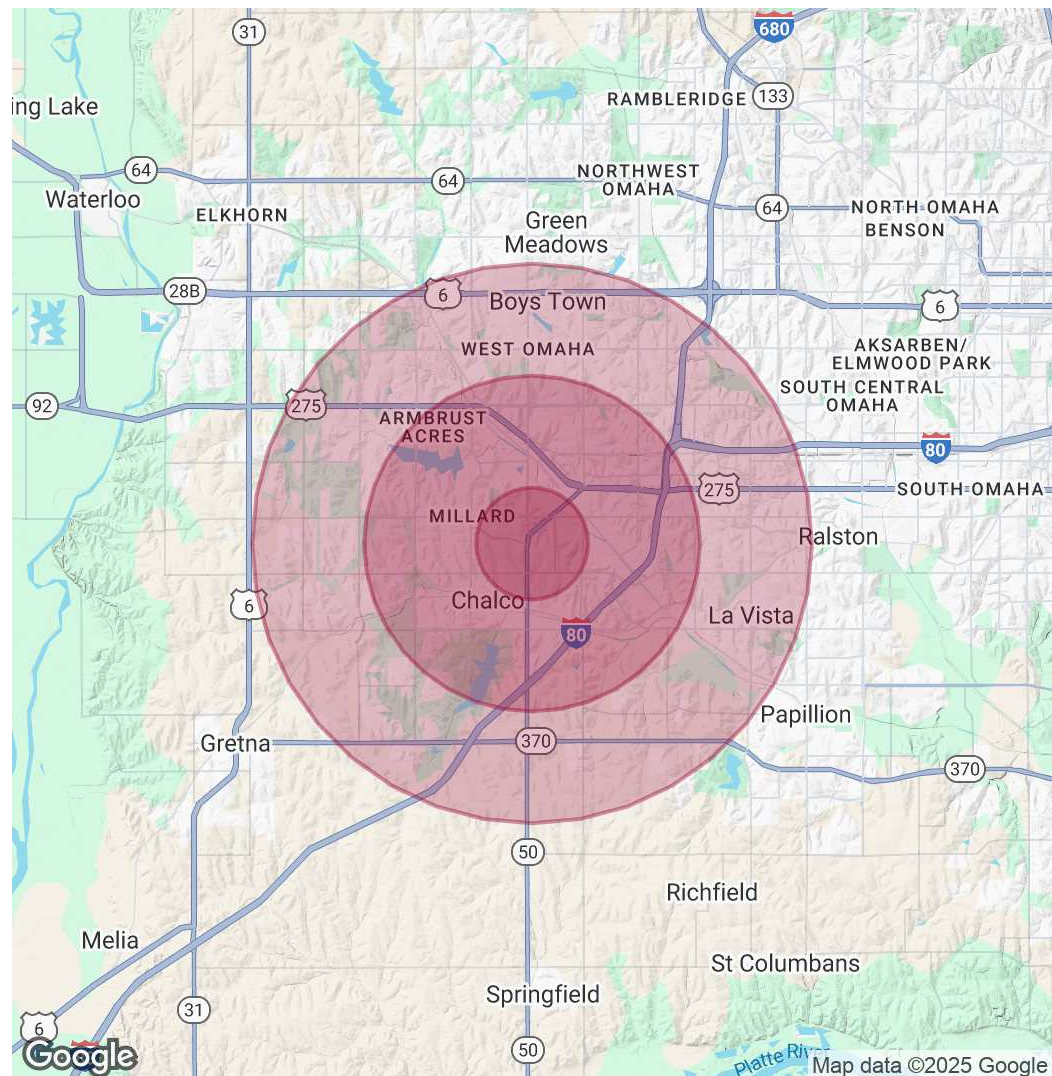 680
31
ing Lake
RAMBLERIDGE
133
64
64
NORTHWEST
OMAHA
Waterloo
ELKHORN
64
NORTH OMAHA
BENSON
Green
Meadows
28B
6
Boys Town
6
WEST OMAHA
AKSARBEN/
ELMWOOD PARK
SOUTH CENTRAL
OMAHA
92
275
ARMBRUST
ACRES
80
275
SOUTH OMAHA
MILLARD
Ralston
Chalco
6
La Vista
80
Papillion
Gretna
370
370
50
Richfield
Melia
St Columbans
Springfield
31
6
50
Google
Platte River
Map data ©2025 Google